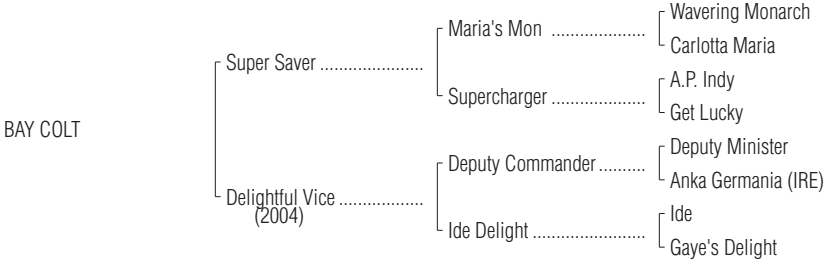 Wavering Monarch
Maria's Mon ....................
Carlotta Maria
Super Saver ......................
A.P. Indy
Supercharger ....................
Get Lucky
BAY COLT
Deputy Minister
Deputy Commander..........
Anka Germania (IRE)
Delightful Vice ..................
(2004)
Ide
Ide Delight ........................
Gaye's Delight